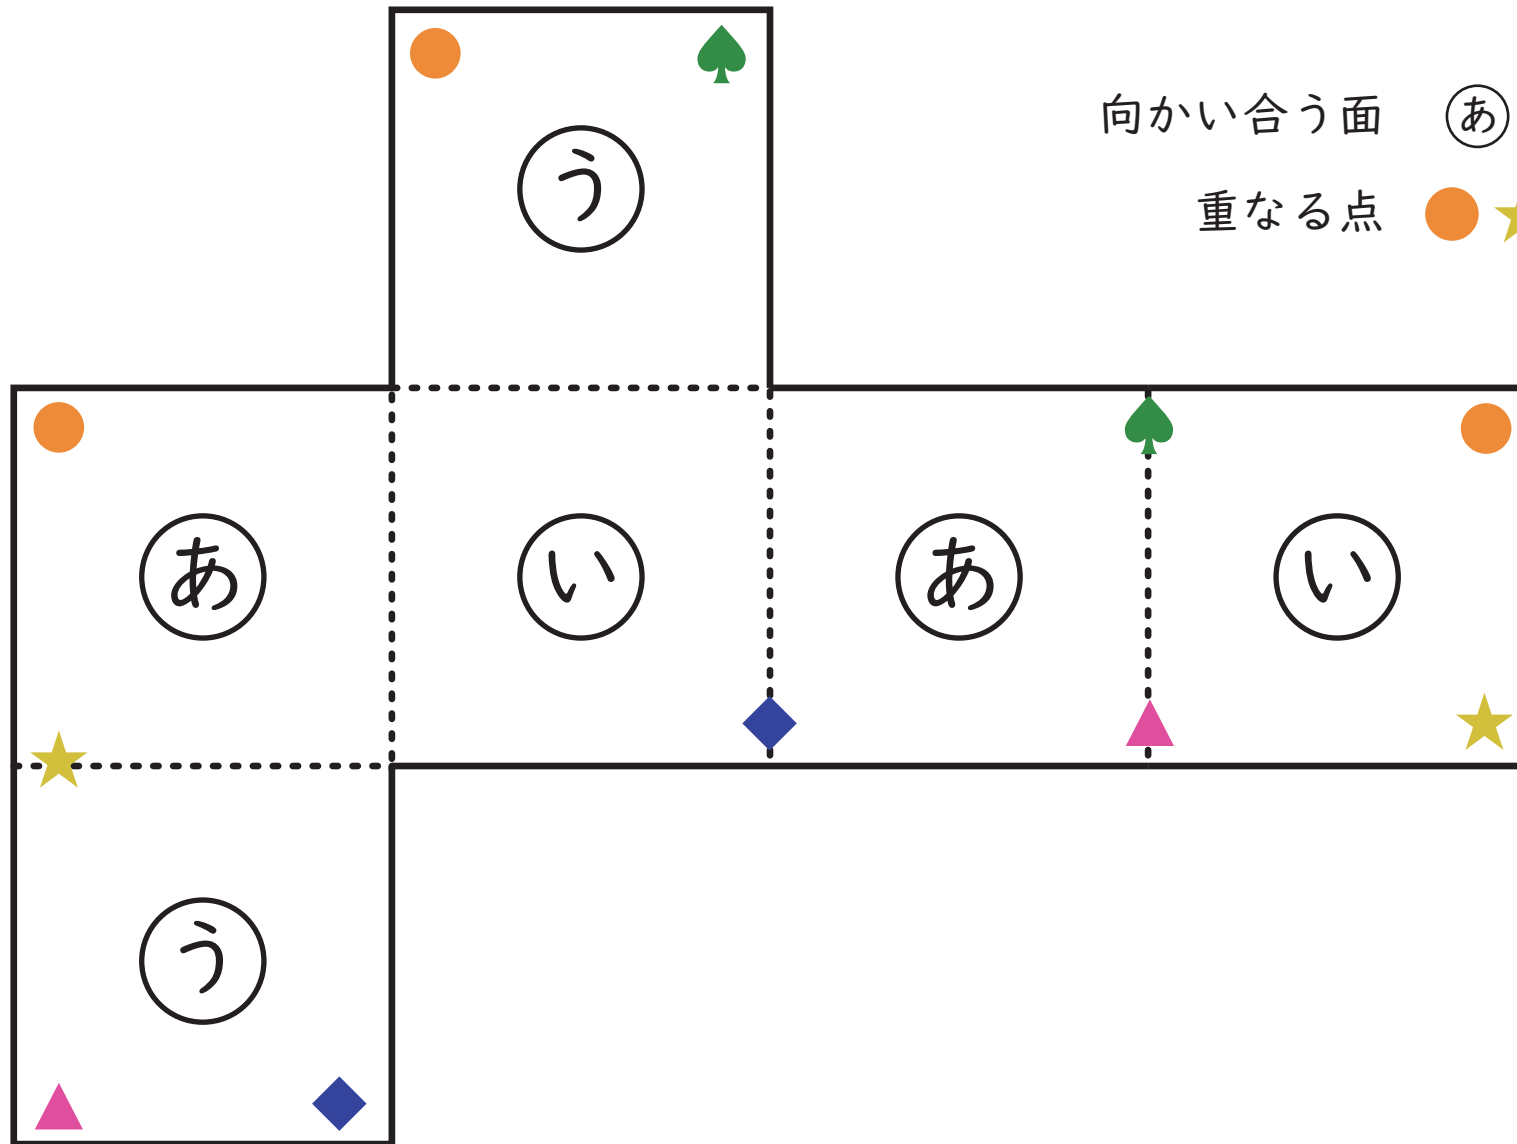 う
向かい合う面 あ
重なる点
あ い あ い
う